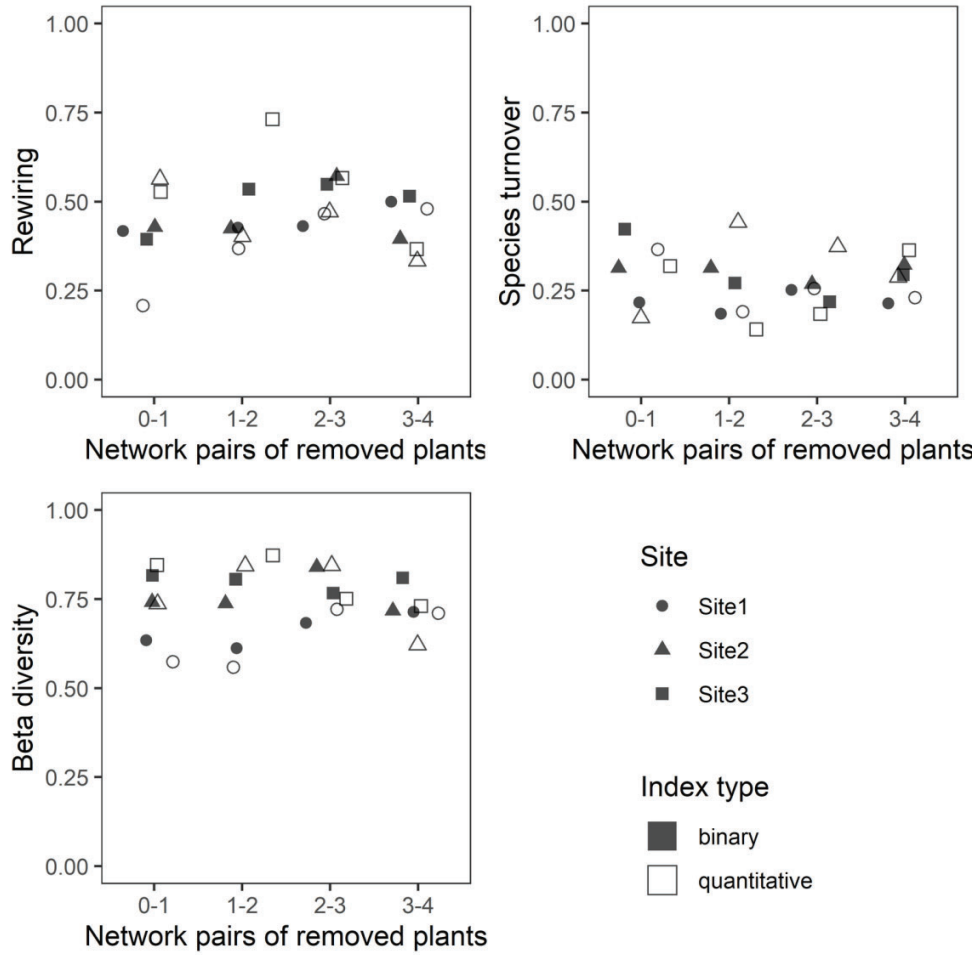 1.00
0.75
0.50
0.25
0.00
Rewiring
0-1 1-2 2-3 3-4
Network pairs of removed plants
1.00
0.75
0.50
0.25
0.00
Species turnover
0-1 1-2 2-3 3-4
Network pairs of removed plants
1.00
0.75
0.50
0.25
0.00
Beta diversity
0-1 1-2 2-3 3-4
Network pairs of removed plants
Site
Site1
Site2
Site3
Index type
binary
quantitative